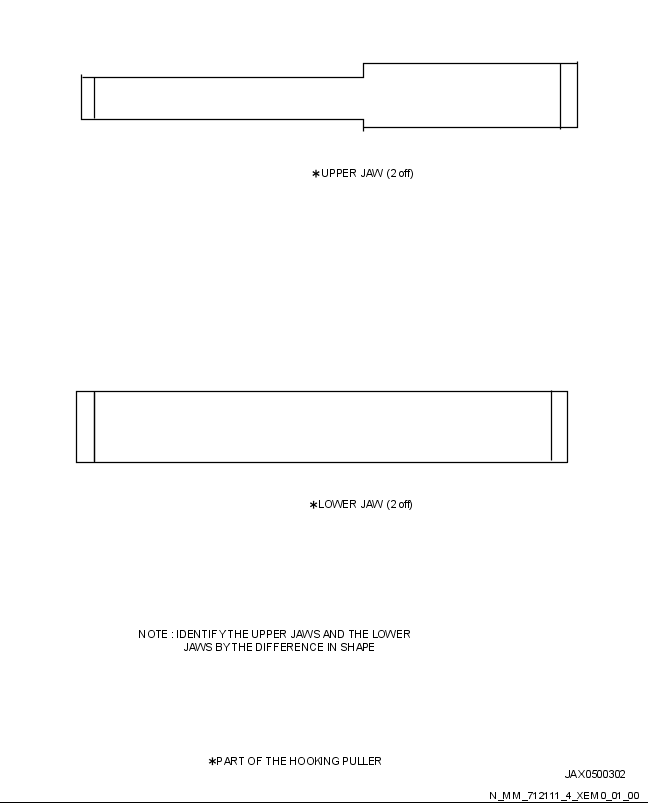 *UPPER JAW (2 off)
*LOWER JAW (2 off)
NOTE : IDENTIFY THE UPPER JAWS AND THE LOWER
JAWS BY THE DIFFERENCE IN SHAPE
*PART OF THE HOOKING PULLER
JAX0500302
N_MM_712111_4_XEM0_01_00